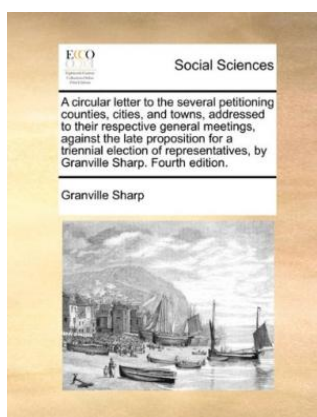 ECCO
Social Sciences
A circular letter to the several petitioning
counties, cities, and towns, addressed
to their respective general meetings,
against the late proposition for a
triennial election of representatives, by
Granville Sharp. Fourth edition.
Granville Sharp